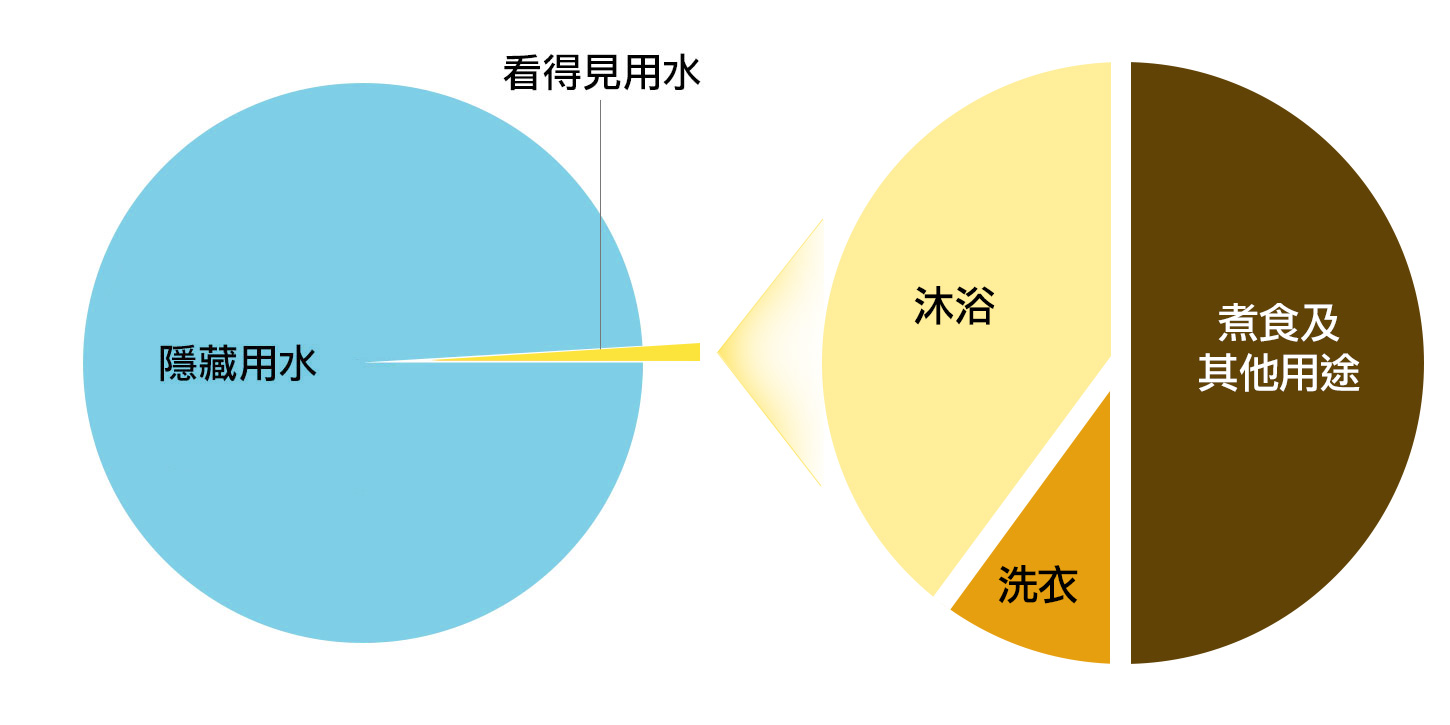 看得見用水
隱藏用水
沐浴
洗衣
煮食及
其他用途